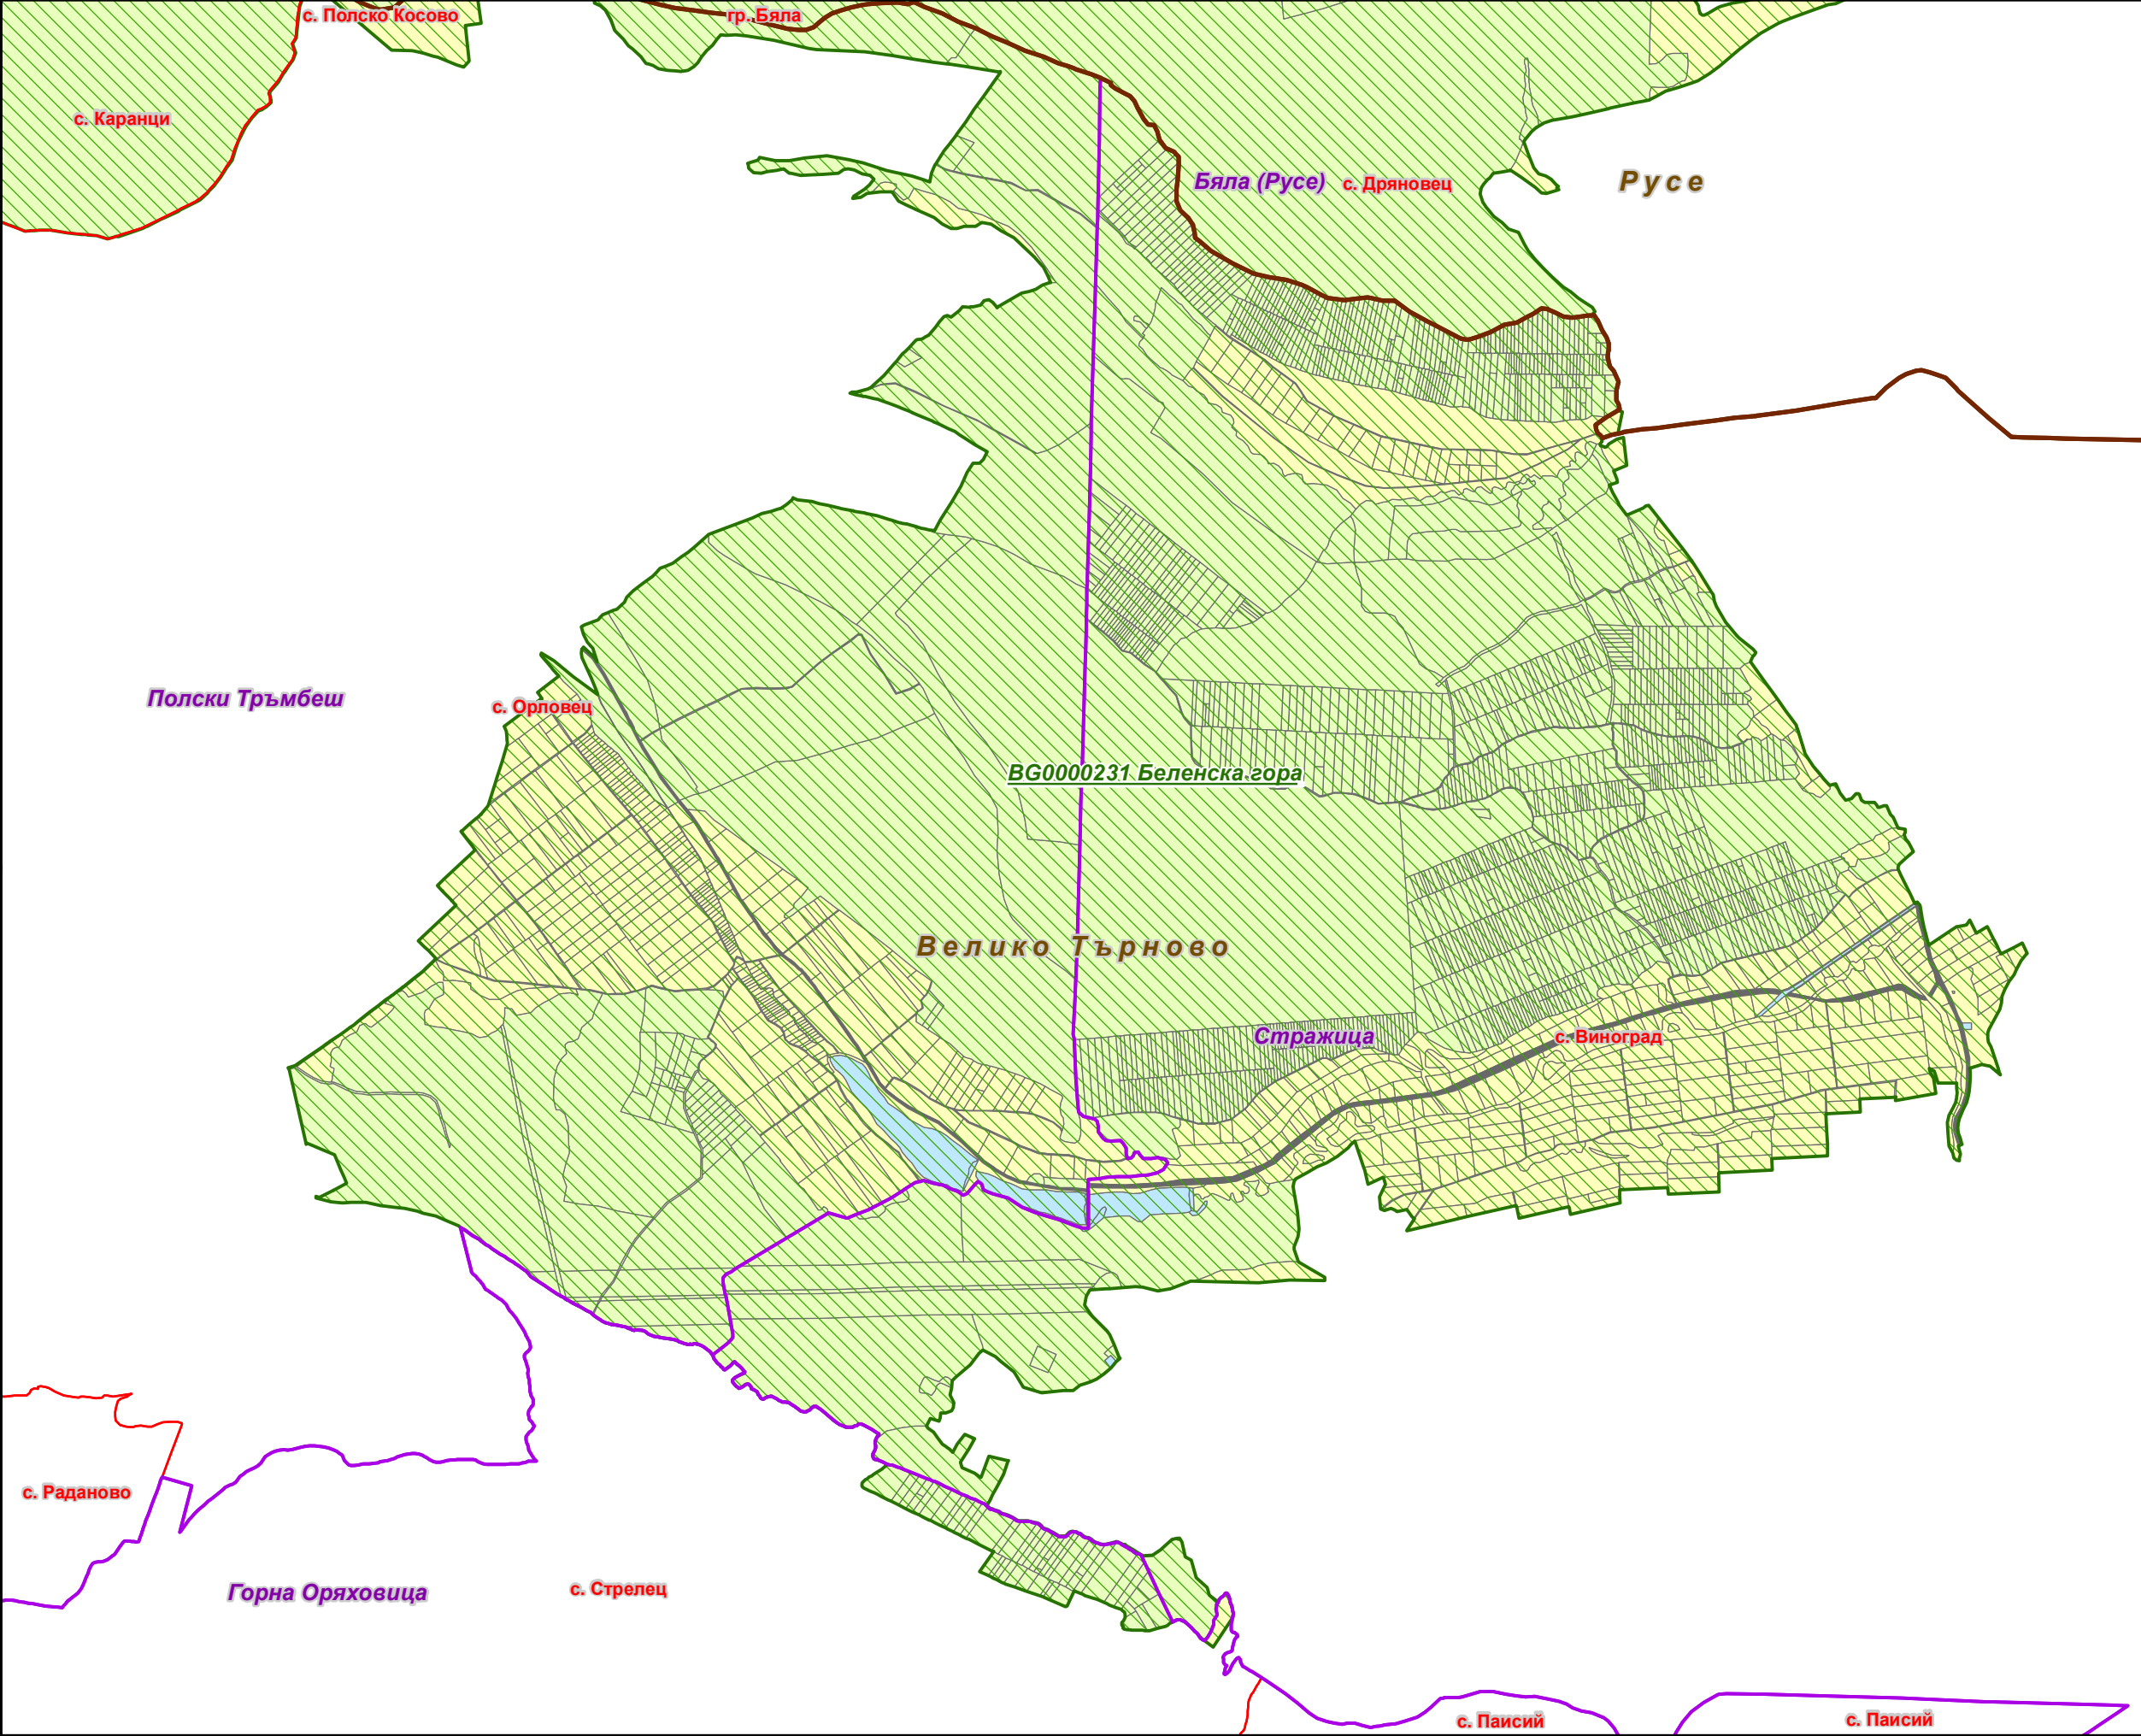 с. Полско Косово
гр. Бяла
с. Каранци
Бяла (Русе)
с. Дряновец
Русе
Полски Тръмбеш
с. Орловец
BG0000231 Беленска гора
Велико Търново
Стражица
с. Виноград
с. Раданово
Горна Оряховица
с. Стрелец
с. Паисий
с. Паисий